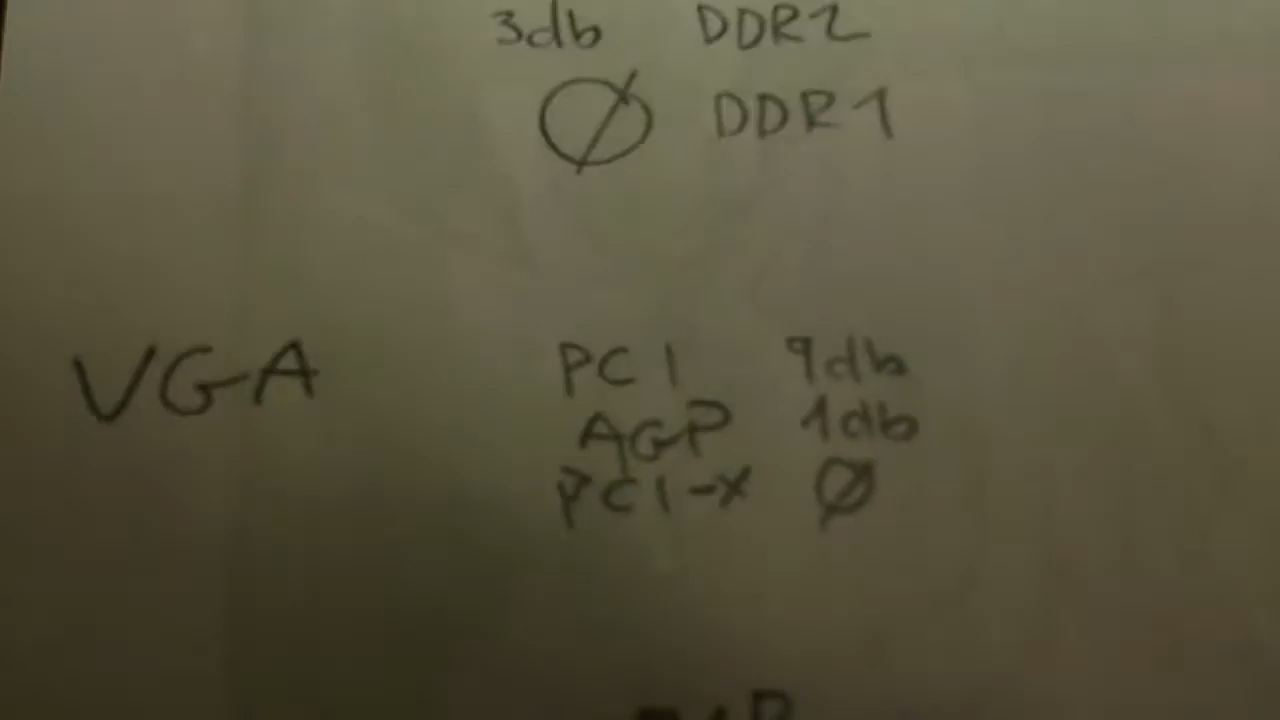 3db DDR2
Ø DDR1
VGA PCI 9db
AGP 1db
PCI-X Ø